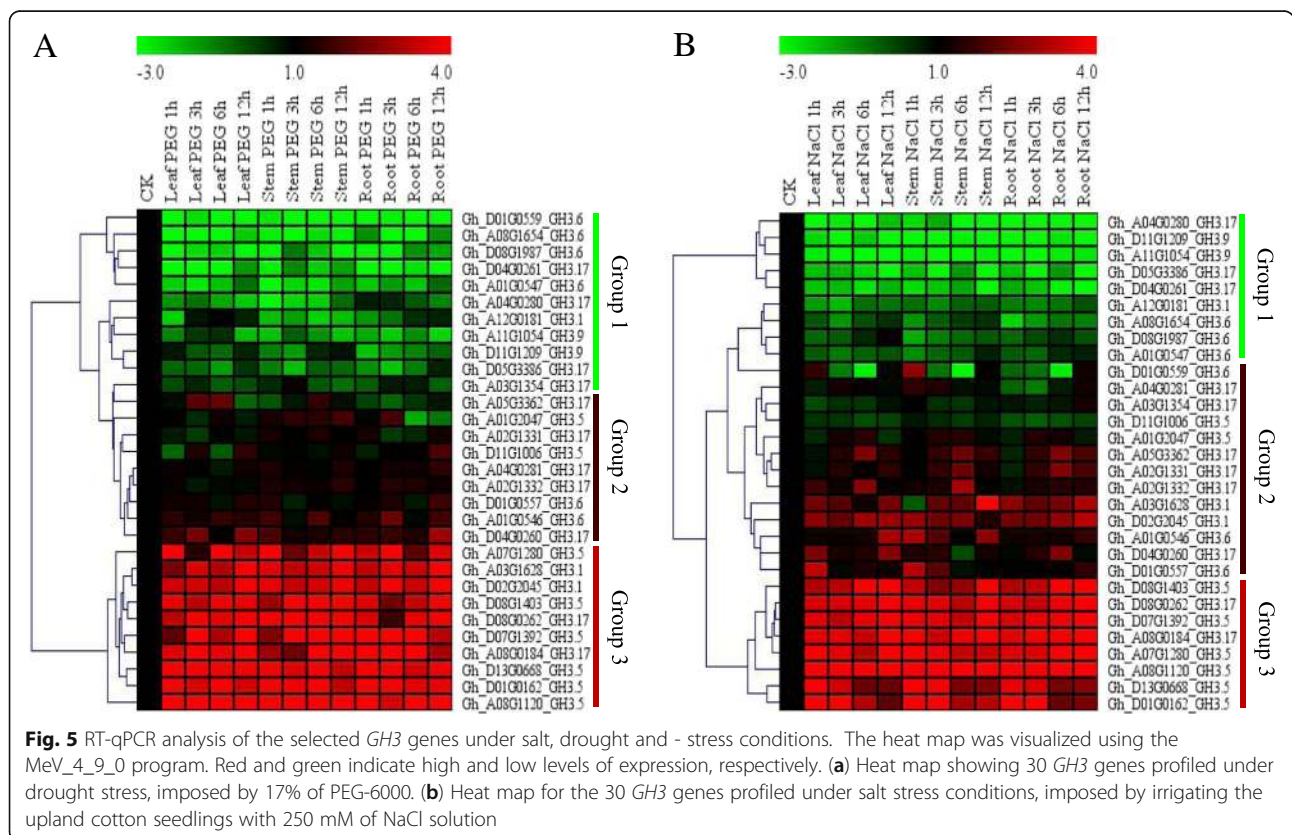 A
-3.0 1.0 4.0
CK
Leaf PEG 1h
Leaf PEG 3h
Leaf PEG 6h
Leaf PEG 12h
Stem PEG 1h
Stem PEG 3h
Stem PEG 6h
Stem PEG 12h
Root PEG 1h
Root PEG 3h
Root PEG 6h
Root PEG 12h
Gh_D01G0559_GH3.6
Gh_A08G1654_GH3.6
Gh_D08G1987_GH3.6
Gh_D04G0261_GH3.17
Gh_A01G0547_GH3.6
Gh_A04G0280_GH3.17
Gh_A12G0181_GH3.1
Gh_A11G1054_GH3.9
Gh_D11G1209_GH3.9
Gh_D05G3386_GH3.17
Gh_A03G1354_GH3.17
Gh_A05G3362_GH3.17
Gh_A01G2047_GH3.5
Gh_A02G1331_GH3.17
Gh_D11G1006_GH3.5
Gh_A04G0281_GH3.17
Gh_A02G1332_GH3.17
Gh_D01G0557_GH3.6
Gh_A01G0546_GH3.6
Gh_D04G0260_GH3.17
Gh_A07G1280_GH3.5
Gh_A03G1628_GH3.1
Gh_D02G2045_GH3.1
Gh_D08G1403_GH3.5
Gh_D08G0262_GH3.17
Gh_D07G1392_GH3.5
Gh_A08G0184_GH3.17
Gh_D13G0668_GH3.5
Gh_D01G0162_GH3.5
Gh_A08G1120_GH3.5
Group 1
Group 2
Group 3
B
-3.0 1.0 4.0
CK
Leaf NaCl 1h
Leaf NaCl 3h
Leaf NaCl 6h
Leaf NaCl 12h
Stem NaCl 1h
Stem NaCl 3h
Stem NaCl 6h
Stem NaCl 12h
Root NaCl 1h
Root NaCl 3h
Root NaCl 6h
Root NaCl 12h
Gh_A04G0280_GH3.17
Gh_D11G1209_GH3.9
Gh_A11G1054_GH3.9
Gh_D05G3386_GH3.17
Gh_D04G0261_GH3.17
Gh_A12G0181_GH3.1
Gh_A08G1654_GH3.6
Gh_D08G1987_GH3.6
Gh_A01G0547_GH3.6
Gh_D01G0559_GH3.6
Gh_A04G0281_GH3.17
Gh_A03G1354_GH3.17
Gh_D11G1006_GH3.5
Gh_A01G2047_GH3.5
Gh_A05G3362_GH3.17
Gh_A02G1331_GH3.17
Gh_A02G1332_GH3.17
Gh_A03G1628_GH3.1
Gh_D02G2045_GH3.1
Gh_A01G0546_GH3.6
Gh_D04G0260_GH3.17
Gh_D01G0557_GH3.6
Gh_D08G1403_GH3.5
Gh_D08G0262_GH3.17
Gh_D07G1392_GH3.5
Gh_A08G0184_GH3.17
Gh_A07G1280_GH3.5
Gh_A08G1120_GH3.5
Gh_D13G0668_GH3.5
Gh_D01G0162_GH3.5
Group 1
Group 2
Group 3
Fig. 5 RT-qPCR analysis of the selected GH3 genes under salt, drought and - stress conditions. The heat map was visualized using the
MeV_4_9_0 program. Red and green indicate high and low levels of expression, respectively. (a) Heat map showing 30 GH3 genes profiled under
drought stress, imposed by 17% of PEG-6000. (b) Heat map for the 30 GH3 genes profiled under salt stress conditions, imposed by irrigating the
upland cotton seedlings with 250 mM of NaCl solution